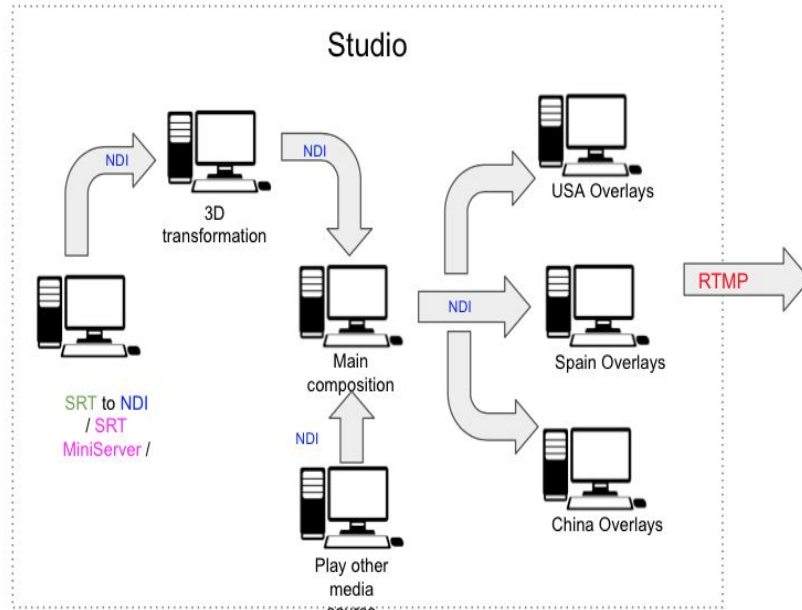 Studio
NDI
3D
transformation
NDI
USA Overlays
SRT to NDI
/ SRT
MiniServer /
Main
composition
NDI
Spain Overlays
RTMP
NDI
Play other
media
China Overlays